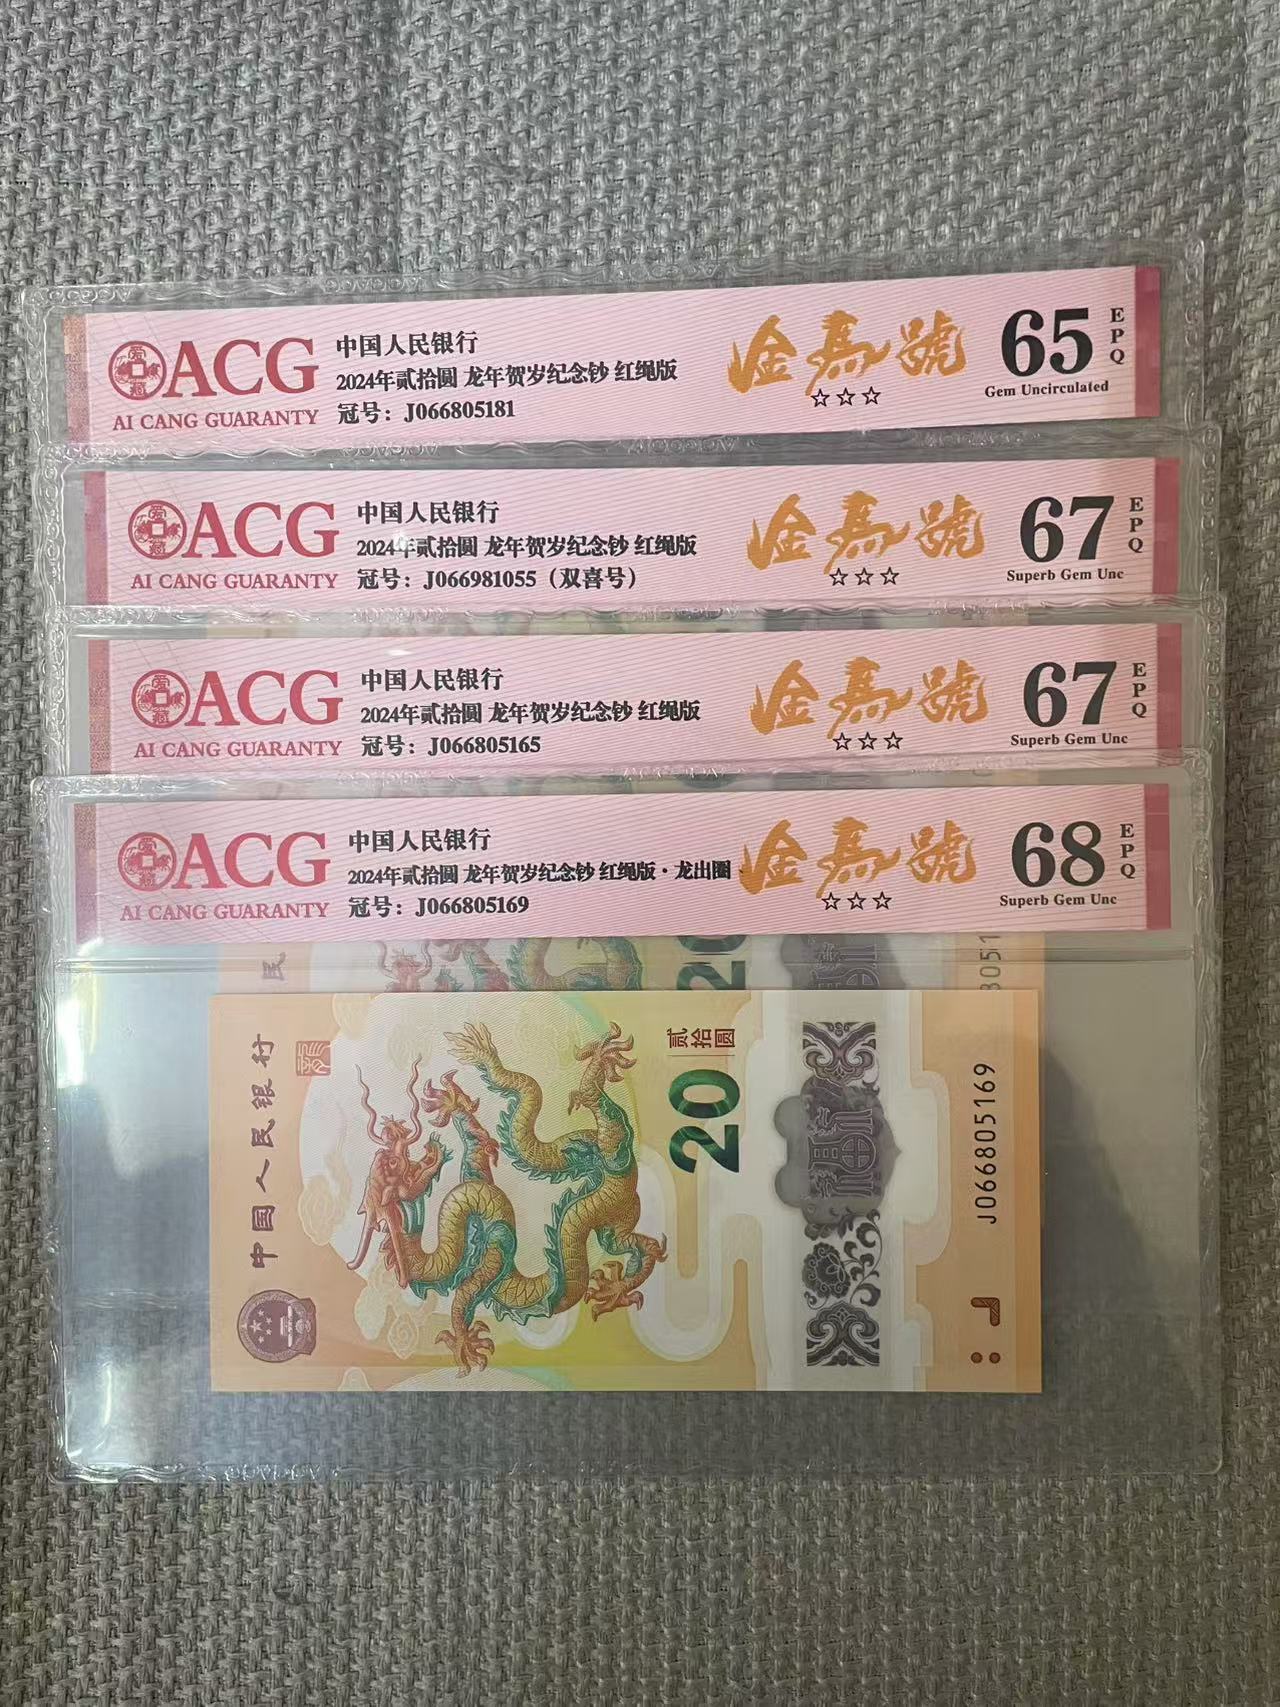 ACG
AI CANG GUARANTY
中国人民银行
2024年贰拾圆 龙年贺岁纪念钞 红绳版
冠号：J066805181
金馬號
☆☆☆
65
EPQ
Gem Uncirculated
ACG
AI CANG GUARANTY
中国人民银行
2024年贰拾圆 龙年贺岁纪念钞 红绳版
冠号：J066981055（双喜号）
金馬號
☆☆☆
67
EPQ
Superb Gem Unc
ACG
AI CANG GUARANTY
中国人民银行
2024年贰拾圆 龙年贺岁纪念钞 红绳版
冠号：J066805165
金馬號
☆☆☆
67
EPQ
Superb Gem Unc
ACG
AI CANG GUARANTY
中国人民银行
2024年贰拾圆 龙年贺岁纪念钞 红绳版·龙出圈
冠号：J066805169
金馬號
☆☆☆
68
EPQ
Superb Gem Unc
民
20
8051
中国人民银行
贰拾圆
20
福
J066805169